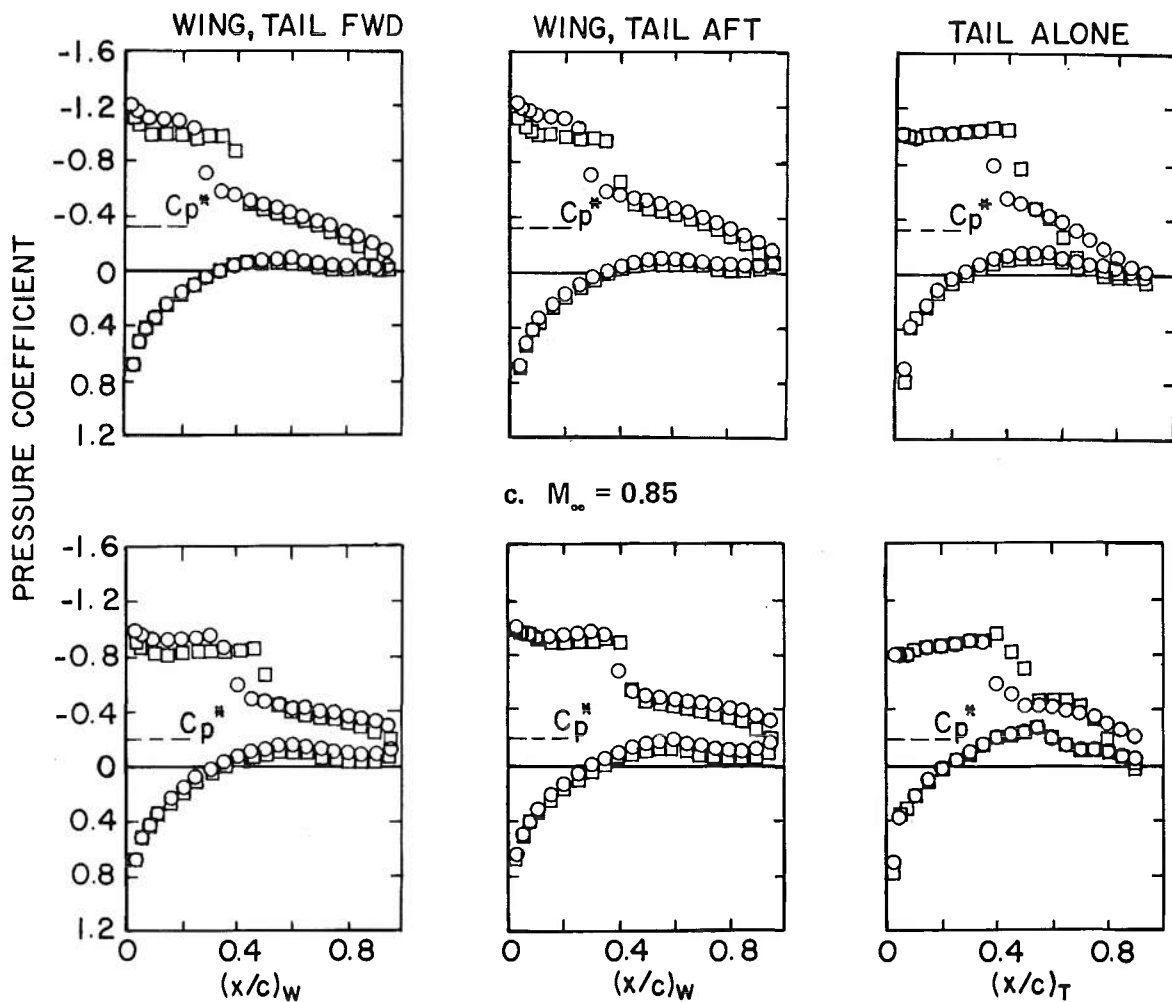 WING, TAIL FWD
WING, TAIL AFT
TAIL ALONE
PRESSURE COEFFICIENT
-1.6
-1.2
-0.8
-0.4
0
0.4
0.8
1.2
Cp*
Cp*
Cp*
c. M∞ = 0.85
-1.6
-1.2
-0.8
-0.4
0
0.4
0.8
1.2
Cp*
Cp*
Cp*
0 0.4 0.8
0 0.4 0.8
0 0.4 0.8
(x/c)W
(x/c)W
(x/c)T